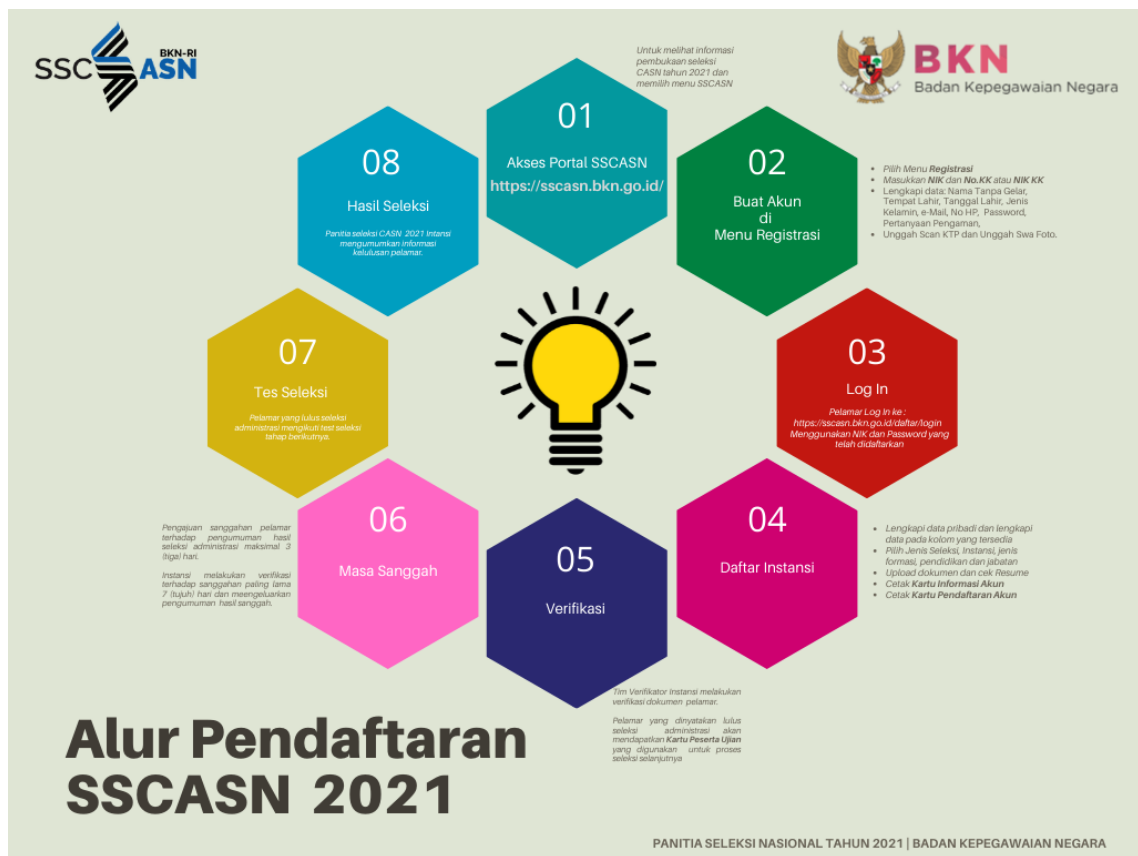 SSC ASN
BKN-RI
BKN
Badan Kepegawaian Negara
01
Akses Portal SSCASN
https://sscasn.bkn.go.id/
Untuk melihat informasi
pembukaan seleksi
CASN tahun 2021 dan
memilih menu SSCASN
02
Buat Akun
di
Menu Registrasi
• Pilih Menu Registrasi
• Masukkan NIK dan No.KK atau NIK KK
• Lengkapi data: Nama Tanpa Gelar,
Tempat Lahir, Tanggal Lahir, Jenis
Kelamin, e-Mail, No HP, Password,
Pertanyaan Pengaman,
• Unggah Scan KTP dan Unggah Swa Foto.
03
Log In
Pelamar Log In ke :
https://sscasn.bkn.go.id/daftar/login
Menggunakan NIK dan Password yang
telah didaftarkan
04
Daftar Instansi
• Lengkapi data pribadi dan lengkapi
data pada kolom yang tersedia
• Pilih Jenis Seleksi, Instansi, jenis
formasi, pendidikan dan jabatan
• Upload dokumen dan cek Resume
• Cetak Kartu Informasi Akun
• Cetak Kartu Pendaftaran Akun
05
Verifikasi
Tim Verifikator Instansi melakukan
verifikasi dokumen pelamar.
Pelamar yang dinyatakan lulus
seleksi administrasi akan
mendapatkan Kartu Peserta Ujian
yang digunakan untuk proses
seleksi selanjutnya
06
Masa Sanggah
Pengajuan sanggahan pelamar
terhadap pengumuman hasil
seleksi administrasi maksimal 3
(tiga) hari.
Instansi melakukan verifikasi
terhadap sanggahan paling lama
7 (tujuh) hari dan meengeluarkan
pengumuman hasil sanggah.
07
Tes Seleksi
Pelamar yang lulus seleksi
administrasi mengikuti test seleksi
tahap berikutnya.
08
Hasil Seleksi
Panitia seleksi CASN 2021 Intansi
mengumumkan informasi
kelulusan pelamar.
Alur Pendaftaran
SSCASN 2021
PANITIA SELEKSI NASIONAL TAHUN 2021 | BADAN KEPEGAWAIAN NEGARA